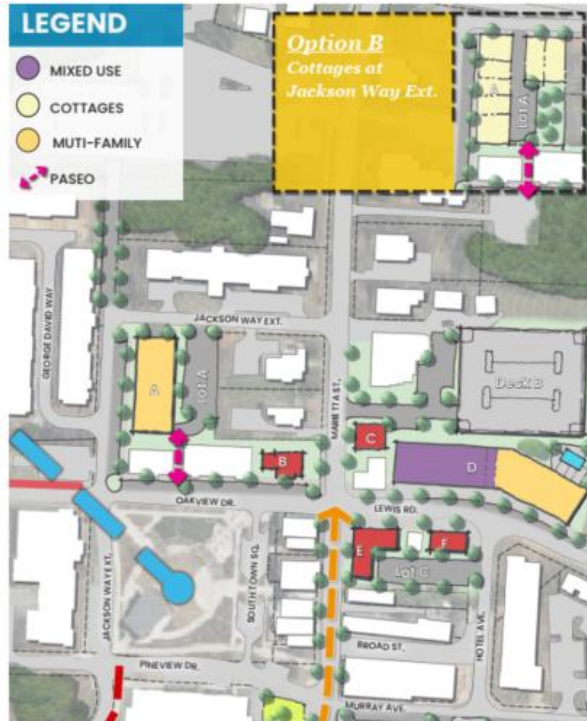 LEGEND
MIXED USE
COTTAGES
MUTI-FAMILY
PASEO
Option B
Cottages at
Jackson Way Ext.
A
Lot A
GEORGE DAVID WAY
JACKSON WAY EXT.
MARIETTA ST.
A
Lot A
Deck B
B
C
D
OAKVIEW DR.
LEWIS RD.
E
F
Lot C
JACKSON WAY EXT.
SOUTH TOWN SQ.
HOTEL AVE.
BROAD ST.
PINEVIEW DR.
MURRAY AVE.